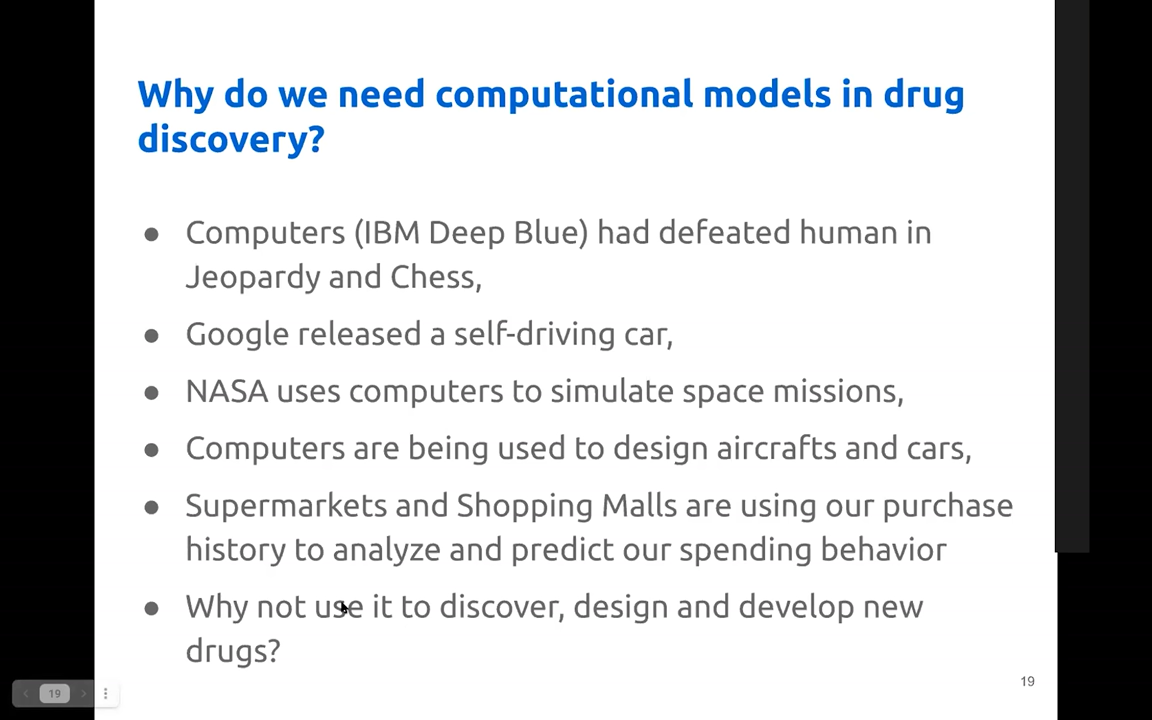 Why do we need computational models in drug
discovery?
● Computers (IBM Deep Blue) had defeated human in
Jeopardy and Chess,
● Google released a self-driving car,
● NASA uses computers to simulate space missions,
● Computers are being used to design aircrafts and cars,
● Supermarkets and Shopping Malls are using our purchase
history to analyze and predict our spending behavior
● Why not use it to discover, design and develop new
drugs?
19
19